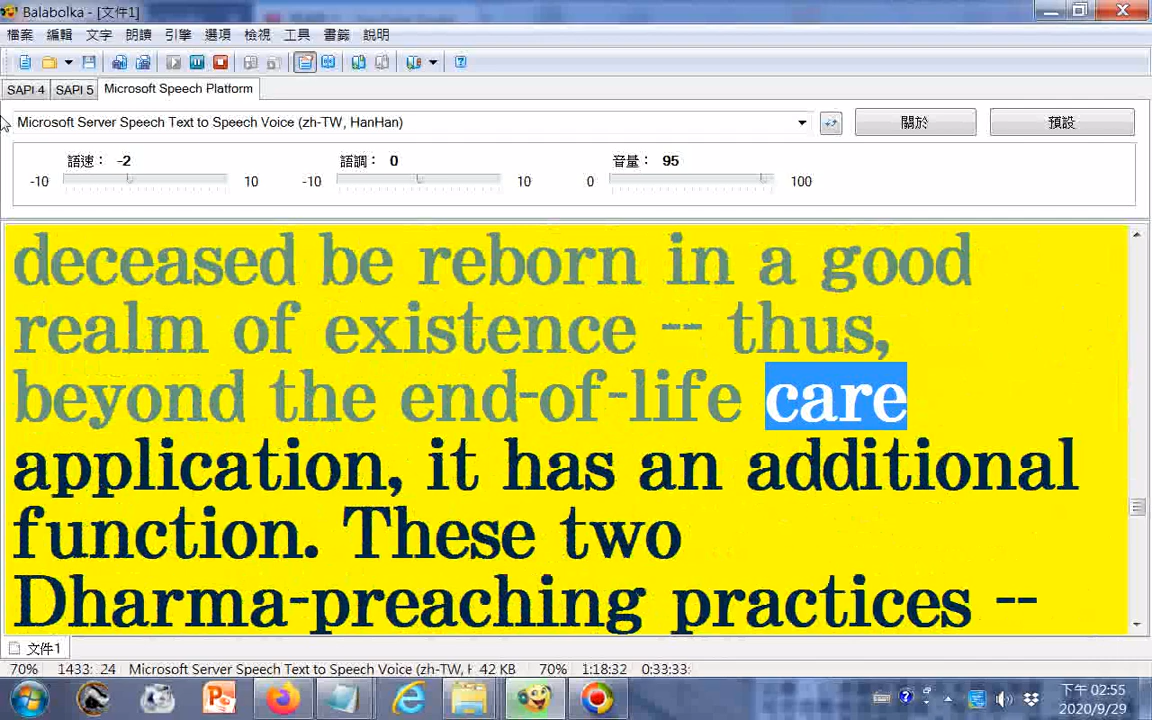 Balabolka - [文件1]
檔案 編輯 文字 朗讀 引擎 選項 檢視 工具 書籤 說明
SAPI 4 SAPI 5 Microsoft Speech Platform
Microsoft Server Speech Text to Speech Voice (zh-TW, HanHan) 關於 預設
語速： -2 語調： 0 音量： 95
-10 10 -10 10 0 100
deceased be reborn in a good
realm of existence -- thus,
beyond the end-of-life care
application, it has an additional
function. These two
Dharma-preaching practices --
文件1
70% 1433: 24 Microsoft Server Speech Text to Speech Voice (zh-TW, 42 KB 70% 1:18:32 0:33:33
下午 02:55
2020/9/29